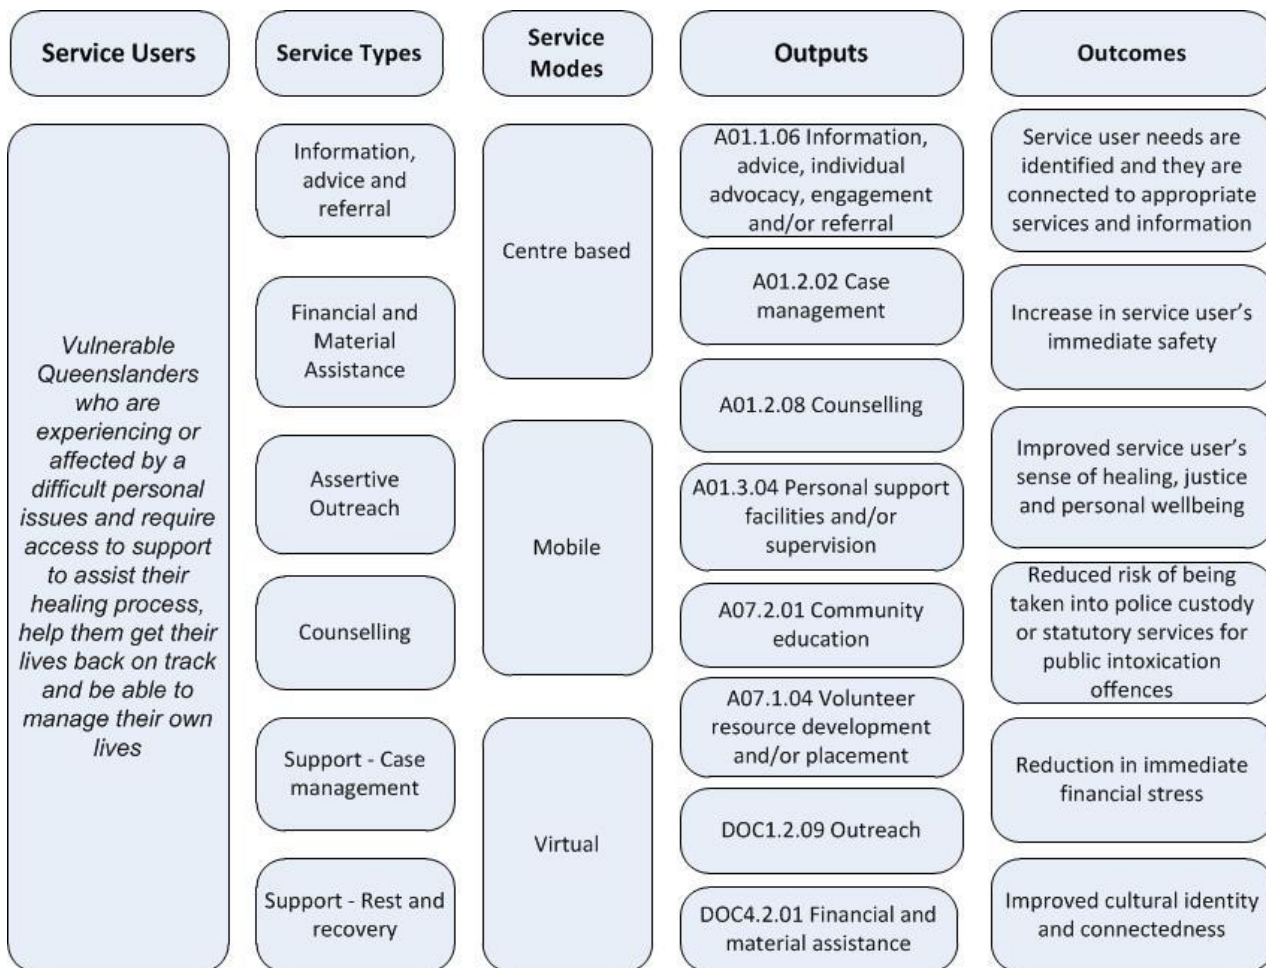 Service Users
Service Types
Service
Modes
Outputs
Outcomes
Vulnerable
Queenslanders
who are
experiencing or
affected by a
difficult personal
issues and require
access to support
to assist their
healing process,
help them get their
lives back on track
and be able to
manage their own
lives
Information,
advice and
referral
Financial and
Material
Assistance
Assertive
Outreach
Counselling
Support - Case
management
Support - Rest and
recovery
Centre based
Mobile
Virtual
A01.1.06 Information,
advice, individual
advocacy, engagement
and/or referral
A01.2.02 Case
management
A01.2.08 Counselling
A01.3.04 Personal support
facilities and/or
supervision
A07.2.01 Community
education
A07.1.04 Volunteer
resource development
and/or placement
DOC1.2.09 Outreach
DOC4.2.01 Financial and
material assistance
Service user needs are
identified and they are
connected to appropriate
services and information
Increase in service user’s
immediate safety
Improved service user’s
sense of healing, justice
and personal wellbeing
Reduced risk of being
taken into police custody
or statutory services for
public intoxication
offences
Reduction in immediate
financial stress
Improved cultural identity
and connectedness